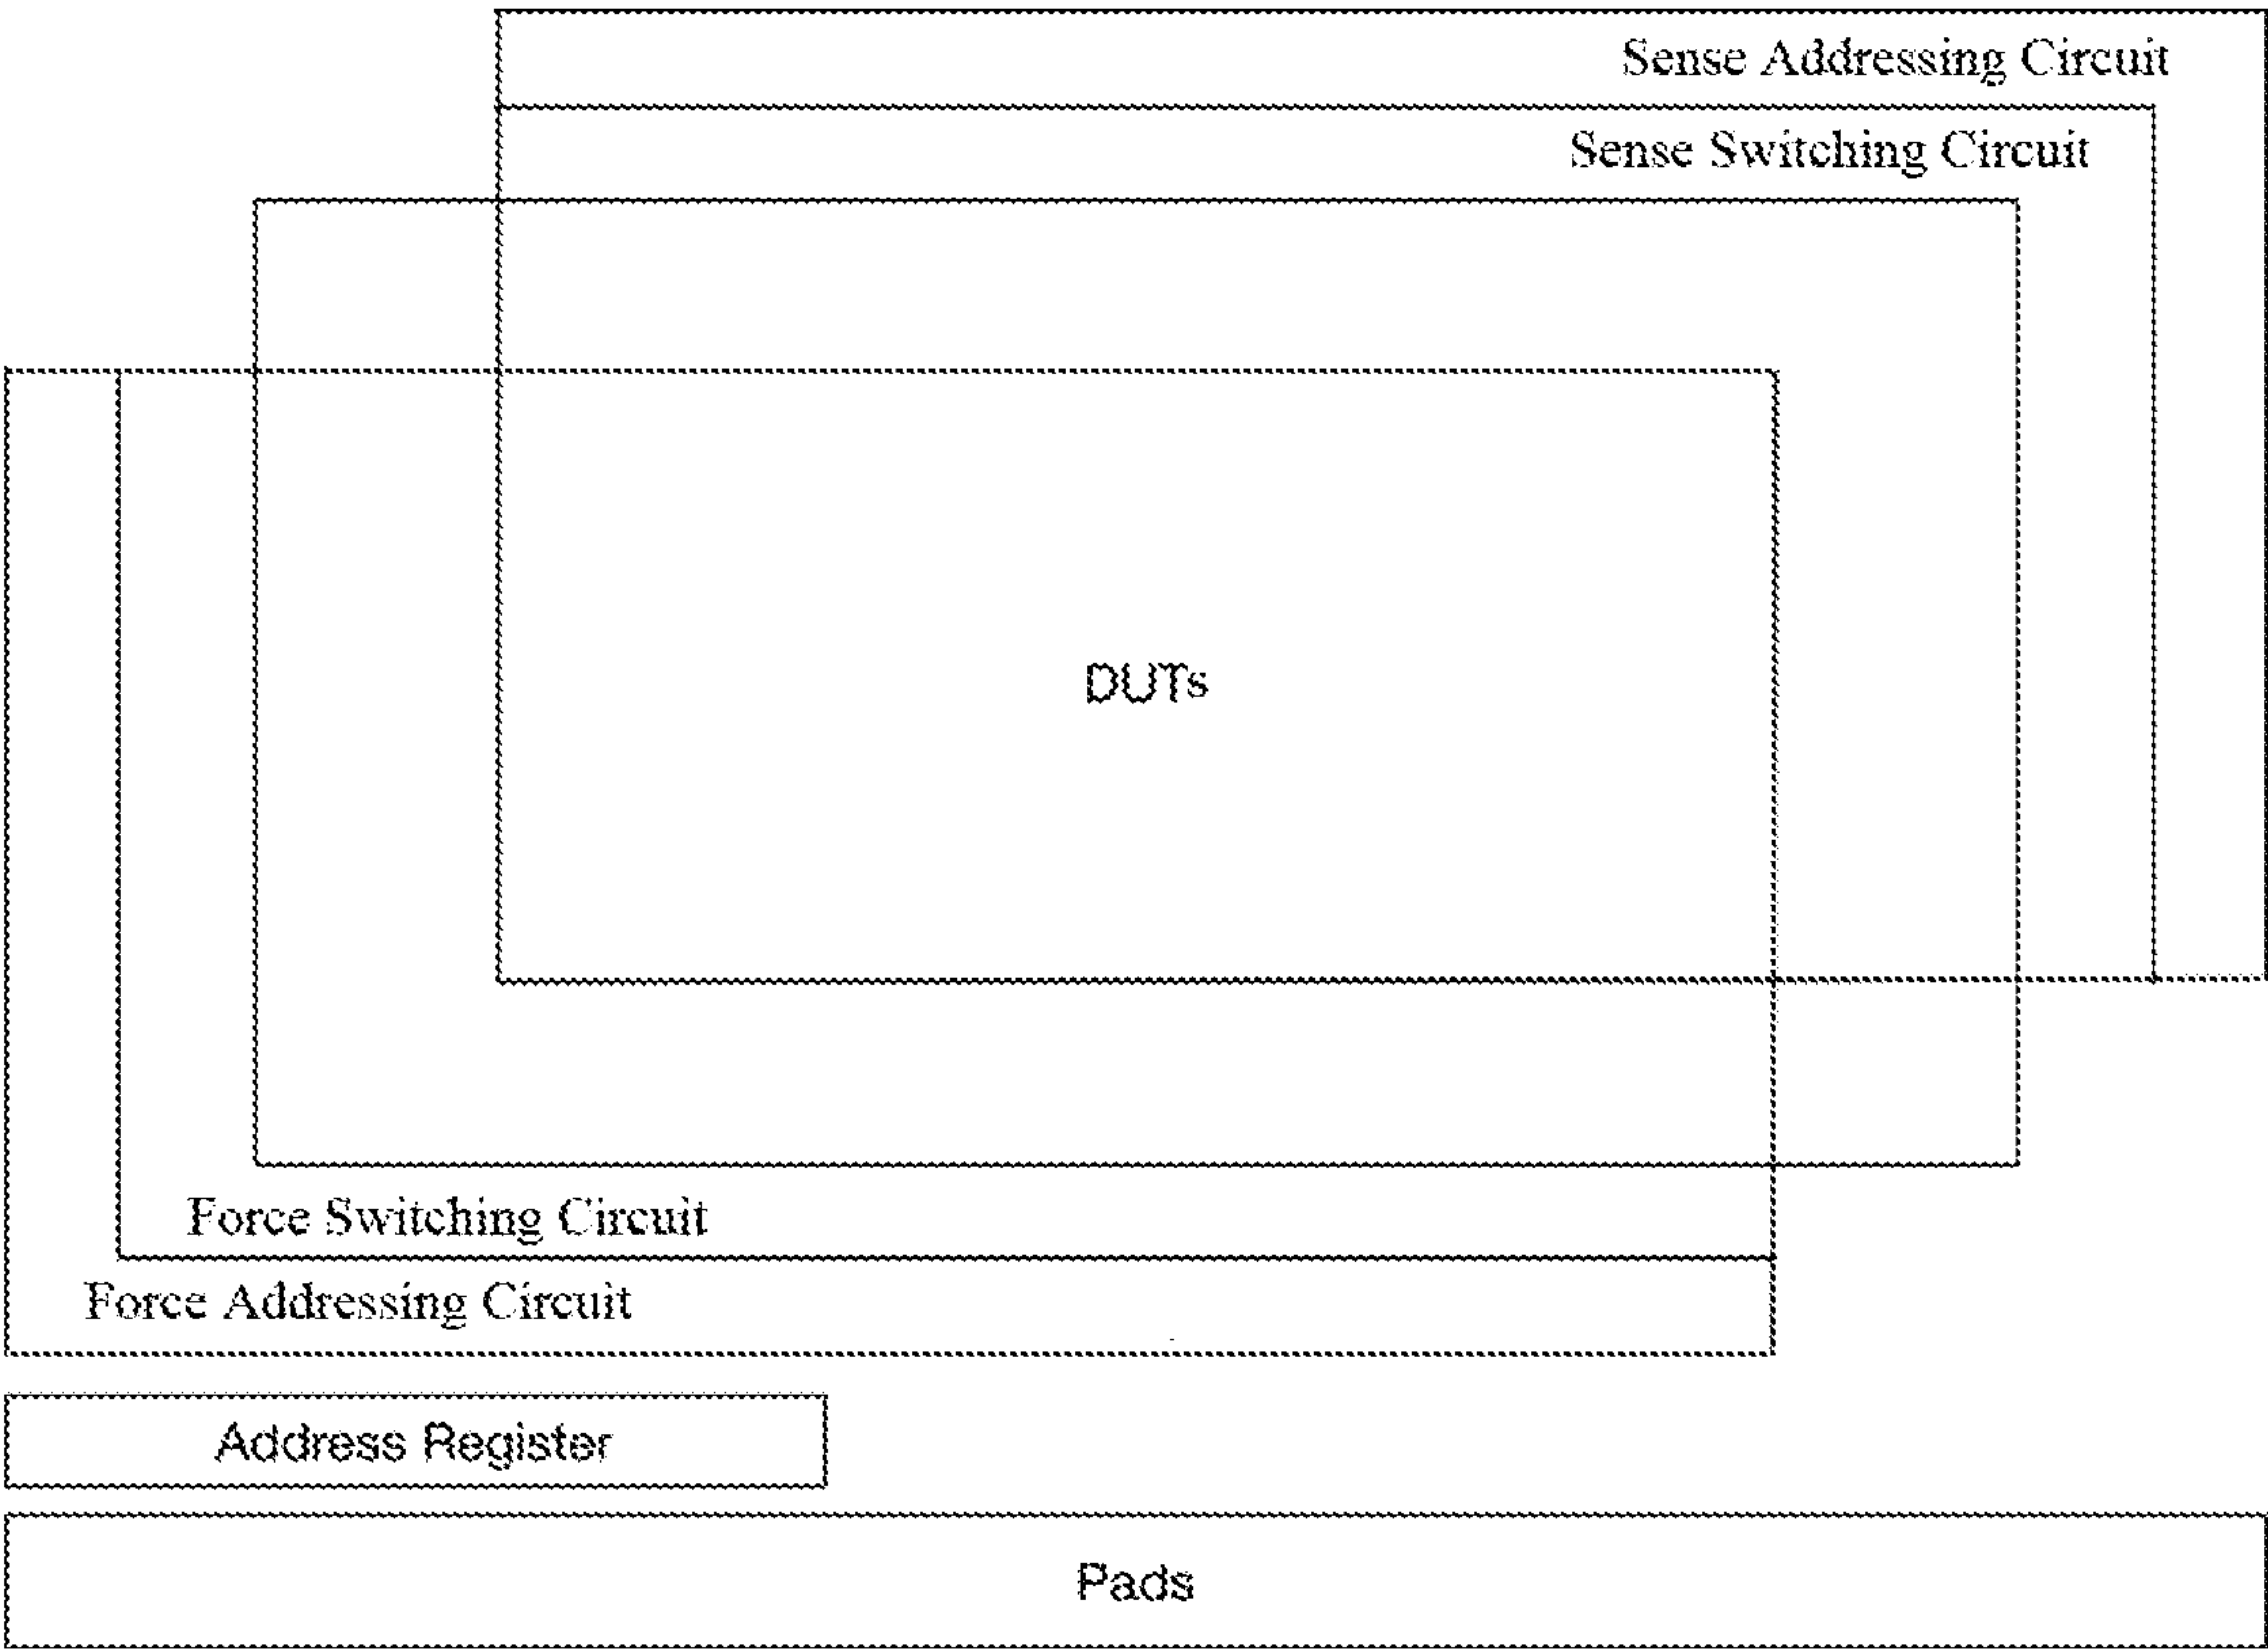 Sense Addressing Circuit
Sense Switching Circuit
DUTs
Force Switching Circuit
Force Addressing Circuit
Address Register
Pads